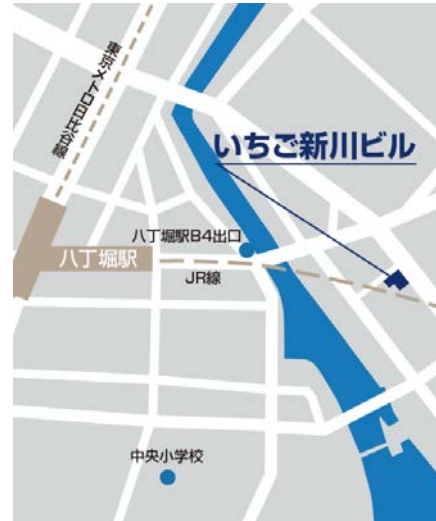 東京メトロ日比谷線
いちご新川ビル
八丁堀駅B4出口
八丁堀駅
JR線
中央小学校